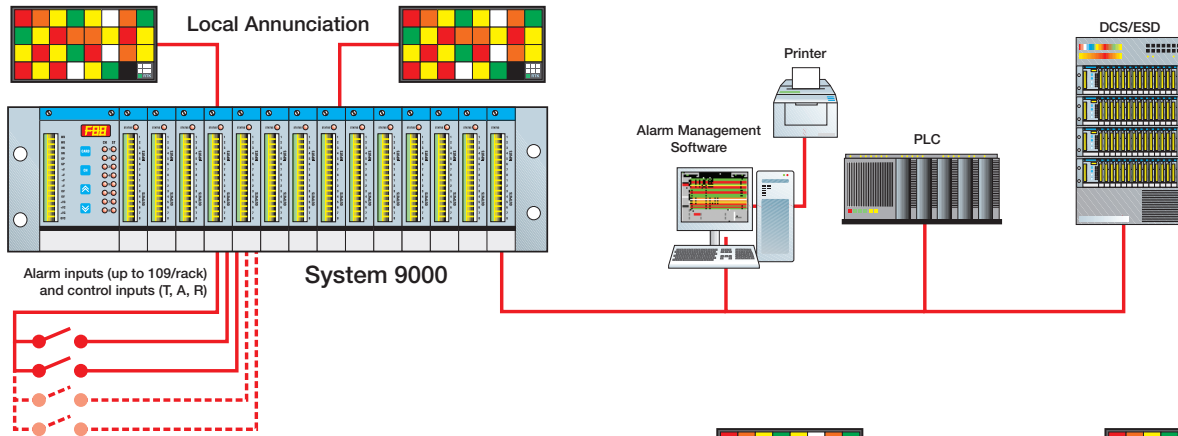 Local Annunciation
DCS/ESD
Printer
Alarm Management
Software
PLC
Alarm inputs (up to 109/rack)
and control inputs (T, A, R)
System 9000